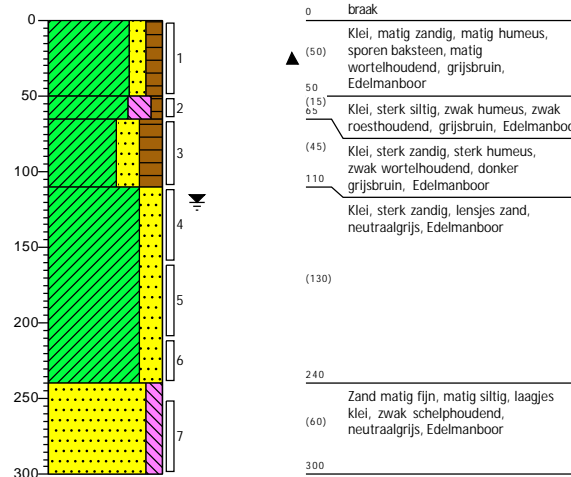 0
50
100
150
200
250
300
1
2
3
4
5
6
7
0 braak
Klei, matig zandig, matig humeus,
(50) sporen baksteen, matig
wortelhoudend, grijsbruin,
50 Edelmanboor
(15)
65 Klei, sterk siltig, zwak humeus, zwak
roesthoudend, grijsbruin, Edelmanboo
(45) Klei, sterk zandig, sterk humeus,
zwak wortelhoudend, donker
110 grijsbruin, Edelmanboor
Klei, sterk zandig, lensjes zand,
neutraalgrijs, Edelmanboor
(130)
240
Zand matig fijn, matig siltig, laagjes
(60) klei, zwak schelphoudend,
neutraalgrijs, Edelmanboor
300